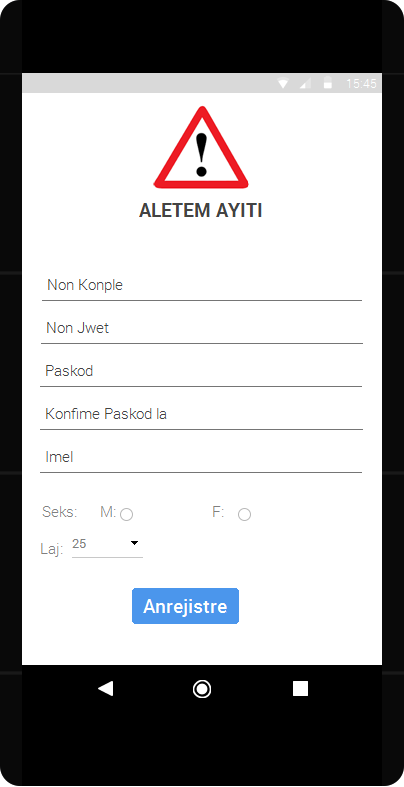 15:45
ALETEM AYITI
Non Konple
Non Jwet
Paskod
Konfime Paskod la
Imel
Seks: M: F:
Laj: 25
Anrejistre